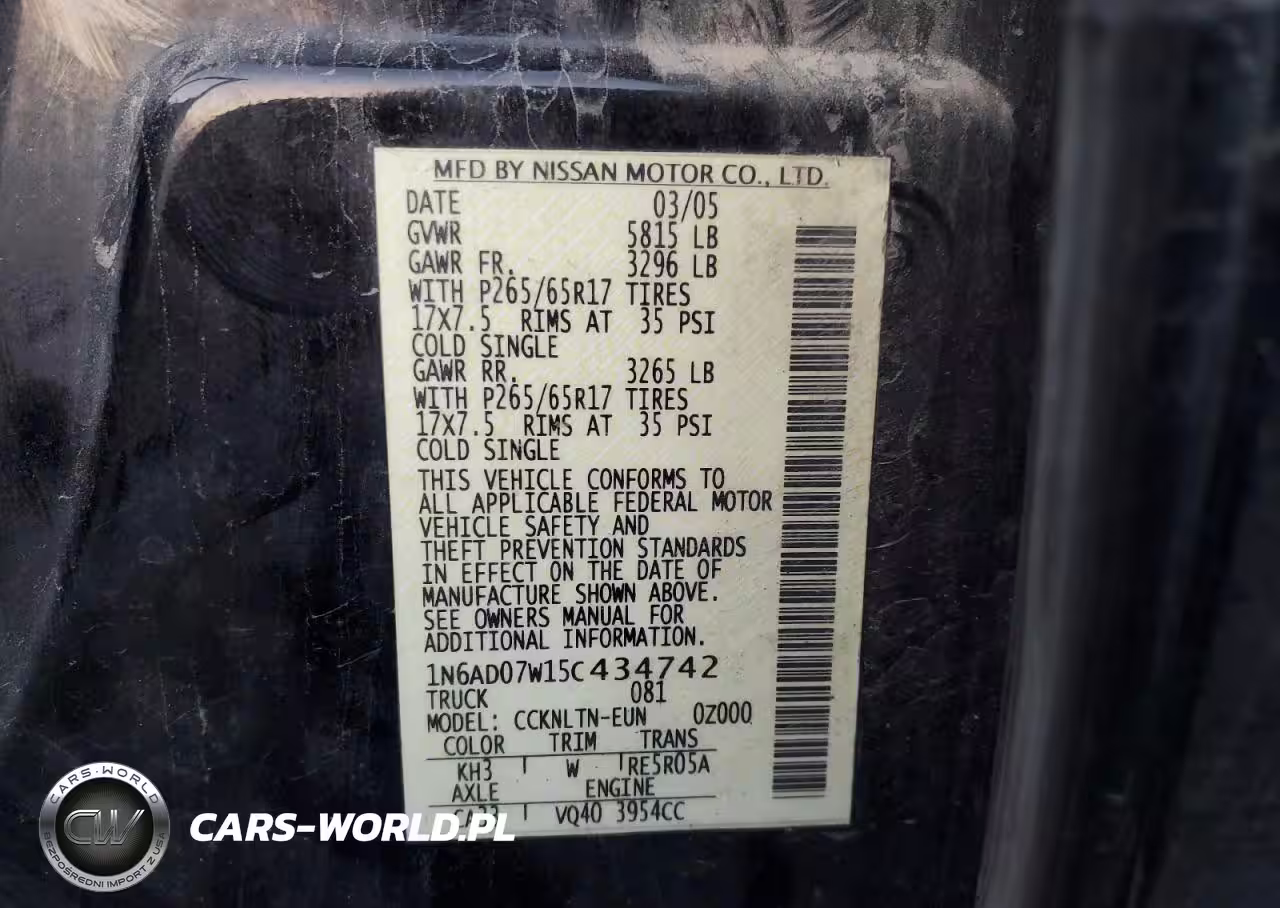 MFD BY NISSAN MOTOR CO., LTD.
DATE 03/05
GVWR 5815 LB
GAWR FR. 3296 LB
WITH P265/65R17 TIRES
17X7.5 RIMS AT 35 PSI
COLD SINGLE
GAWR RR. 3265 LB
WITH P265/65R17 TIRES
17X7.5 RIMS AT 35 PSI
COLD SINGLE
THIS VEHICLE CONFORMS TO
ALL APPLICABLE FEDERAL MOTOR
VEHICLE SAFETY AND
THEFT PREVENTION STANDARDS
IN EFFECT ON THE DATE OF
MANUFACTURE SHOWN ABOVE.
SEE OWNERS MANUAL FOR
ADDITIONAL INFORMATION.
1N6AD07W15C434742
TRUCK 081
MODEL: CCKNLTN-EUN 0Z000
COLOR TRIM TRANS
KH3 W RE5R05A
AXLE ENGINE
VQ40 3954CC
CARS-WORLD
CW
BEZPOŚREDNI IMPORT Z USA
CARS-WORLD.PL